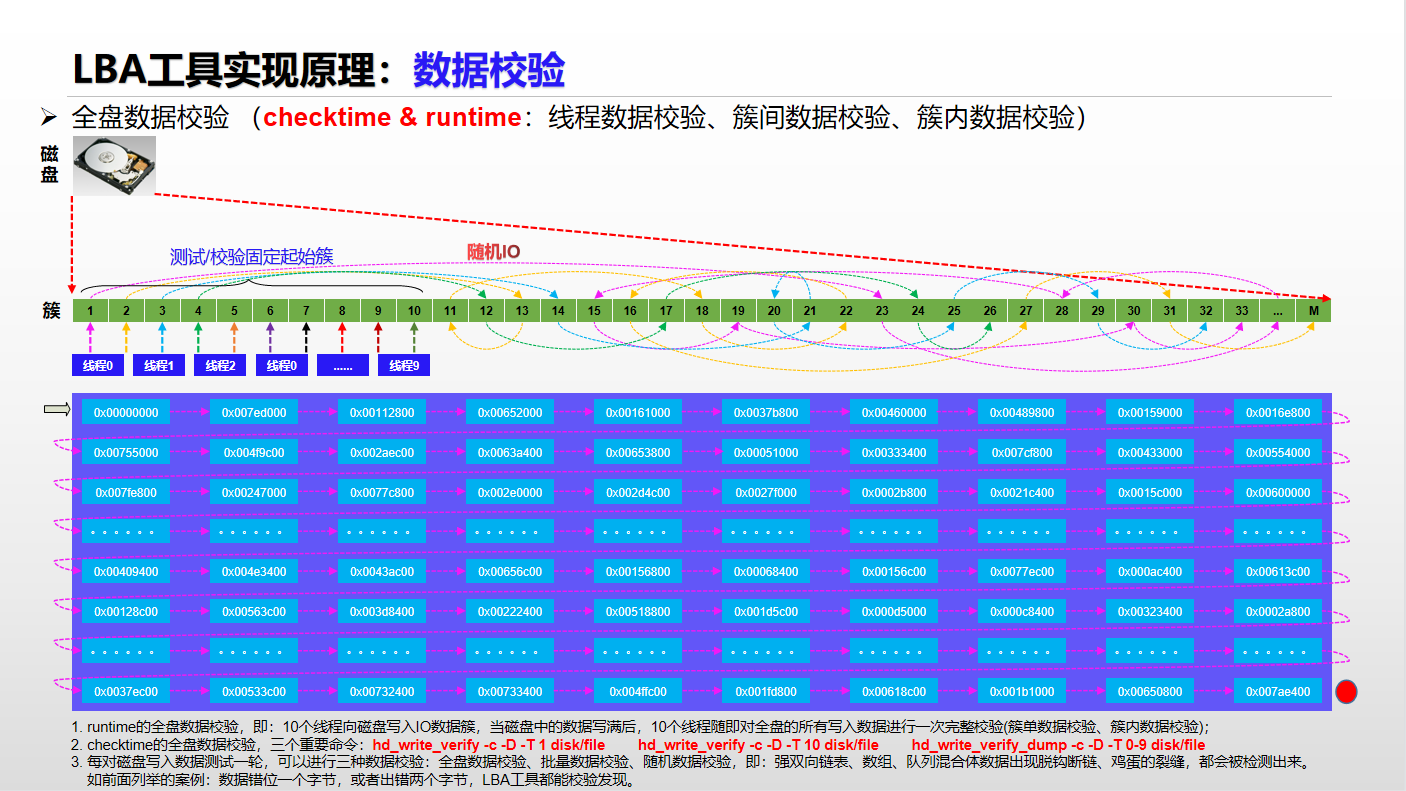 LBA工具实现原理：数据校验
➢ 全盘数据校验 （checktime & runtime：线程数据校验、簇间数据校验、簇内数据校验）
磁盘
测试/校验固定起始簇
随机IO
簇
1 2 3 4 5 6 7 8 9 10 11 12 13 14 15 16 17 18 19 20 21 22 23 24 25 26 27 28 29 30 31 32 33 ... M
线程0 线程1 线程2 线程0 ...... 线程9
0x00000000 0x007ed000 0x00112800 0x00652000 0x00161000 0x0037b800 0x00460000 0x00489800 0x00159000 0x0016e800
0x00755000 0x004f9c00 0x002aec00 0x0063a400 0x00653800 0x00051000 0x00333400 0x007cf800 0x00433000 0x00554000
0x007fe800 0x00247000 0x0077c800 0x002e0000 0x002d4c00 0x0027f000 0x0002b800 0x0021c400 0x0015c000 0x00600000
。。。。。。 。。。。。。 。。。。。。 。。。。。。 。。。。。。 。。。。。。 。。。。。。 。。。。。。 。。。。。。 。。。。。。
0x00409400 0x004e3400 0x0043ac00 0x00656c00 0x00156800 0x00068400 0x00156c00 0x0077ec00 0x000ac400 0x00613c00
0x00128c00 0x00563c00 0x003d8400 0x00222400 0x00518800 0x001d5c00 0x000d5000 0x000c8400 0x00323400 0x0002a800
。。。。。。 。。。。。。 。。。。。。 。。。。。。 。。。。。。 。。。。。。 。。。。。。 。。。。。。 。。。。。。 。。。。。。
0x0037ec00 0x00533c00 0x00732400 0x00733400 0x004ffc00 0x001fd800 0x00618c00 0x001b1000 0x00650800 0x007ae400
1. runtime的全盘数据校验，即：10个线程向磁盘写入IO数据簇，当磁盘中的数据写满后，10个线程随即对全盘的所有写入数据进行一次完整校验(簇单数据校验、簇内数据校验)；
2. checktime的全盘数据校验，三个重要命令：hd_write_verify -c -D -T 1 disk/file hd_write_verify -c -D -T 10 disk/file hd_write_verify_dump -c -D -T 0-9 disk/file
3. 每对磁盘写入数据测试一轮，可以进行三种数据校验：全盘数据校验、批量数据校验、随机数据校验，即：强双向链表、数组、队列混合体数据出现脱钩断链、鸡蛋的裂缝，都会被检测出来。
如前面列举的案例：数据错位一个字节，或者出错两个字节，LBA工具都能校验发现。